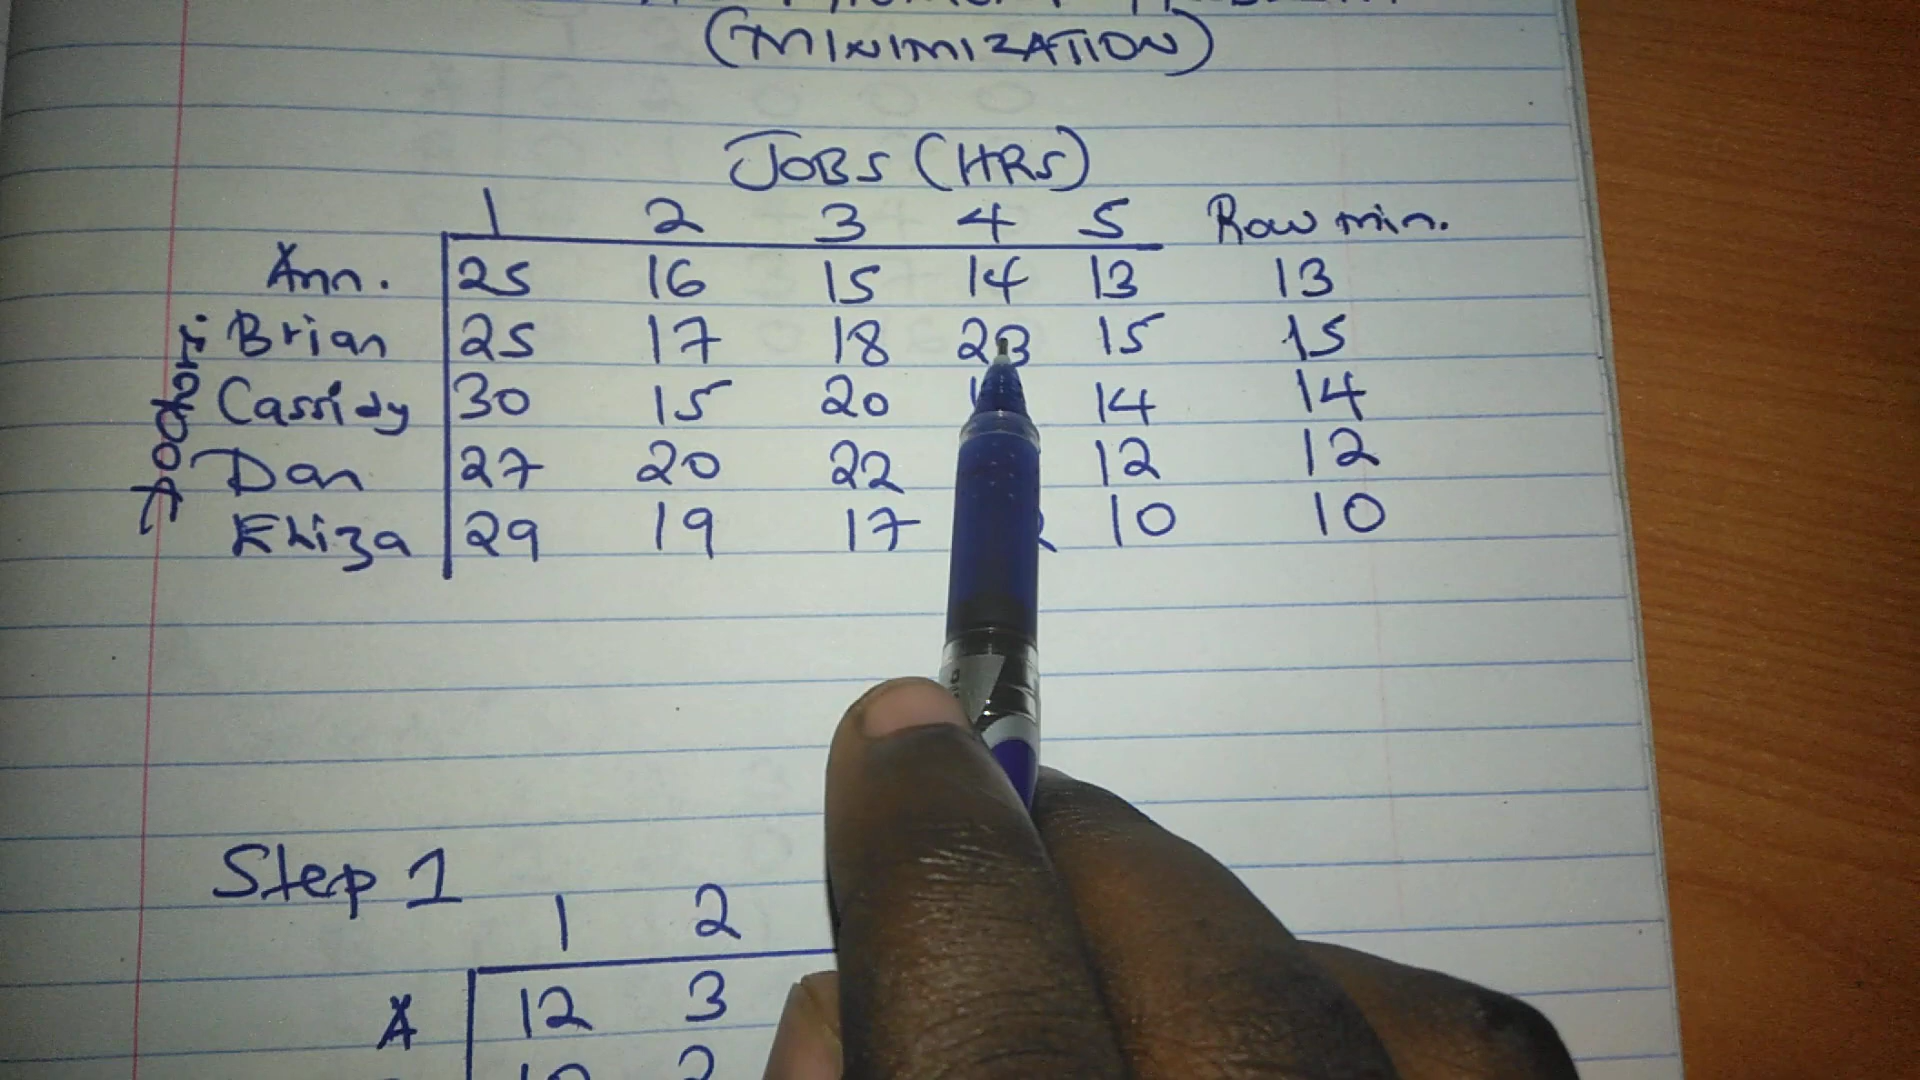 (MINIMIZATION)
JOBS (HRS)
1 2 3 4 5 Row min.
Ann. 25 16 15 14 13 13
Brian 25 17 18 23 15 15
Cassidy 30 15 20 14 14
Dan 27 20 22 12 12
Eliza 29 19 17 10 10
Step 1
1 2
A 12 3